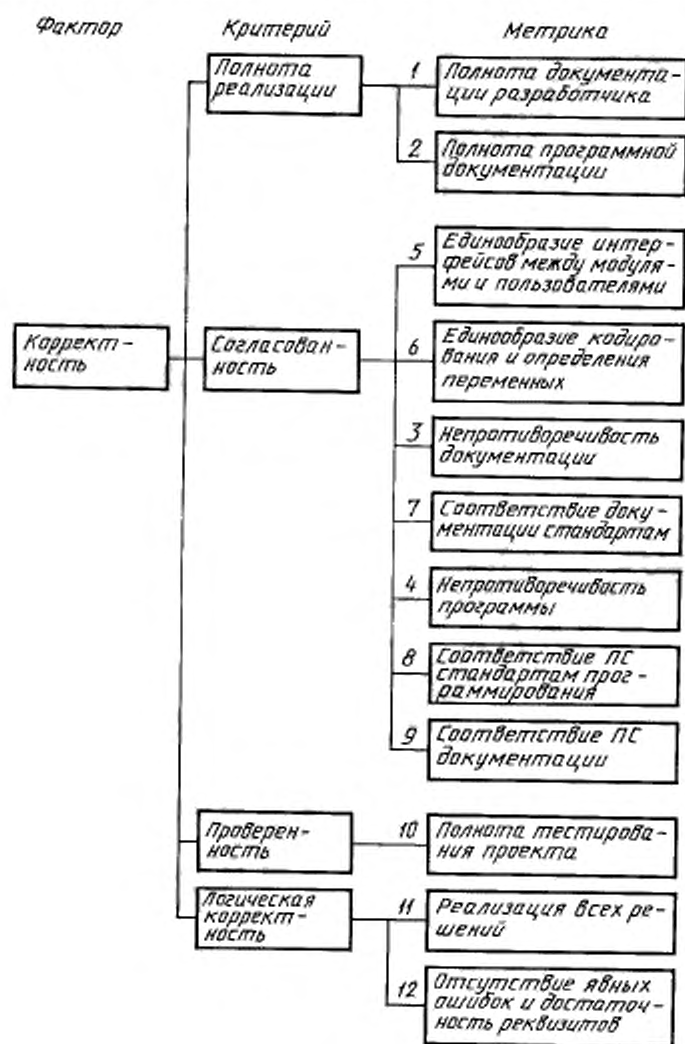 Фактор Критерий Метрика
Полнота
реализации
1 Полнота документа-
ции разработчика
2 Полнота программной
документации
Коррект-
ность
Согласован-
ность
5 Единообразие интер-
фейсов между модуля-
ми и пользователями
6 Единообразие кодиро-
вания и определения
переменных
3 Непротиворечивость
документации
7 Соответствие доку-
ментации стандартам
4 Непротиворечивость
программы
8 Соответствие ПС
стандартам прог-
раммирования
9 Соответствие ПС
документации
Проверен-
ность
10 Полнота тестирова-
ния проекта
Логическая
коррект-
ность
11 Реализация всех ре-
шений
12 Отсутствие явных
ошибок и достаточ-
ность реквизитов